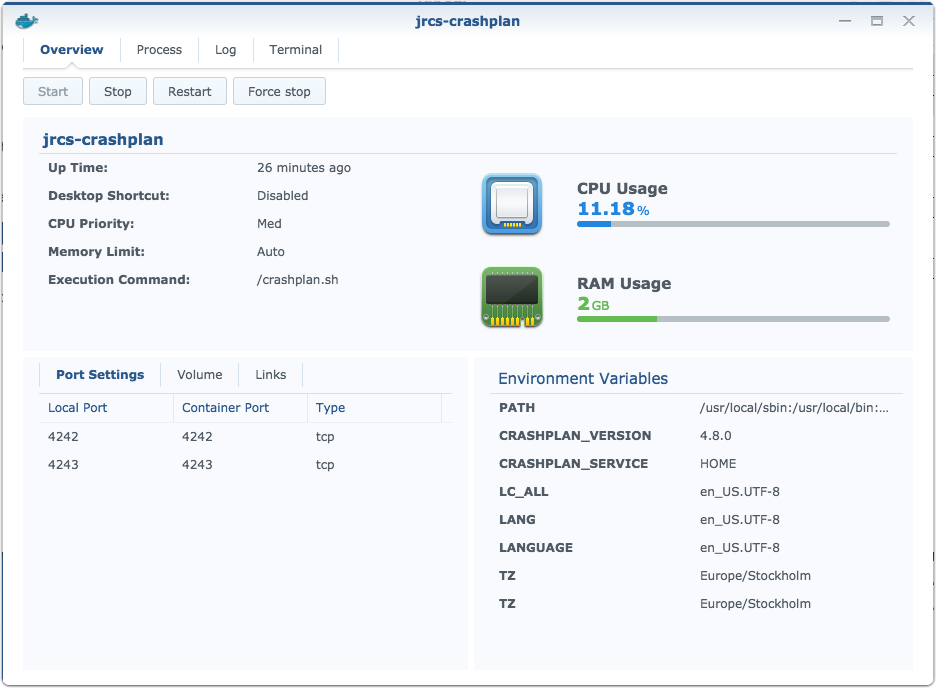 jrcs-crashplan
Overview Process Log Terminal
Start Stop Restart Force stop
jrcs-crashplan
Up Time: 26 minutes ago
Desktop Shortcut: Disabled
CPU Priority: Med
Memory Limit: Auto
Execution Command: /crashplan.sh
CPU Usage
11.18 %
RAM Usage
2 GB
Port Settings Volume Links
Local Port Container Port Type
4242 4242 tcp
4243 4243 tcp
Environment Variables
PATH /usr/local/sbin:/usr/local/bin:...
CRASHPLAN_VERSION 4.8.0
CRASHPLAN_SERVICE HOME
LC_ALL en_US.UTF-8
LANG en_US.UTF-8
LANGUAGE en_US.UTF-8
TZ Europe/Stockholm
TZ Europe/Stockholm